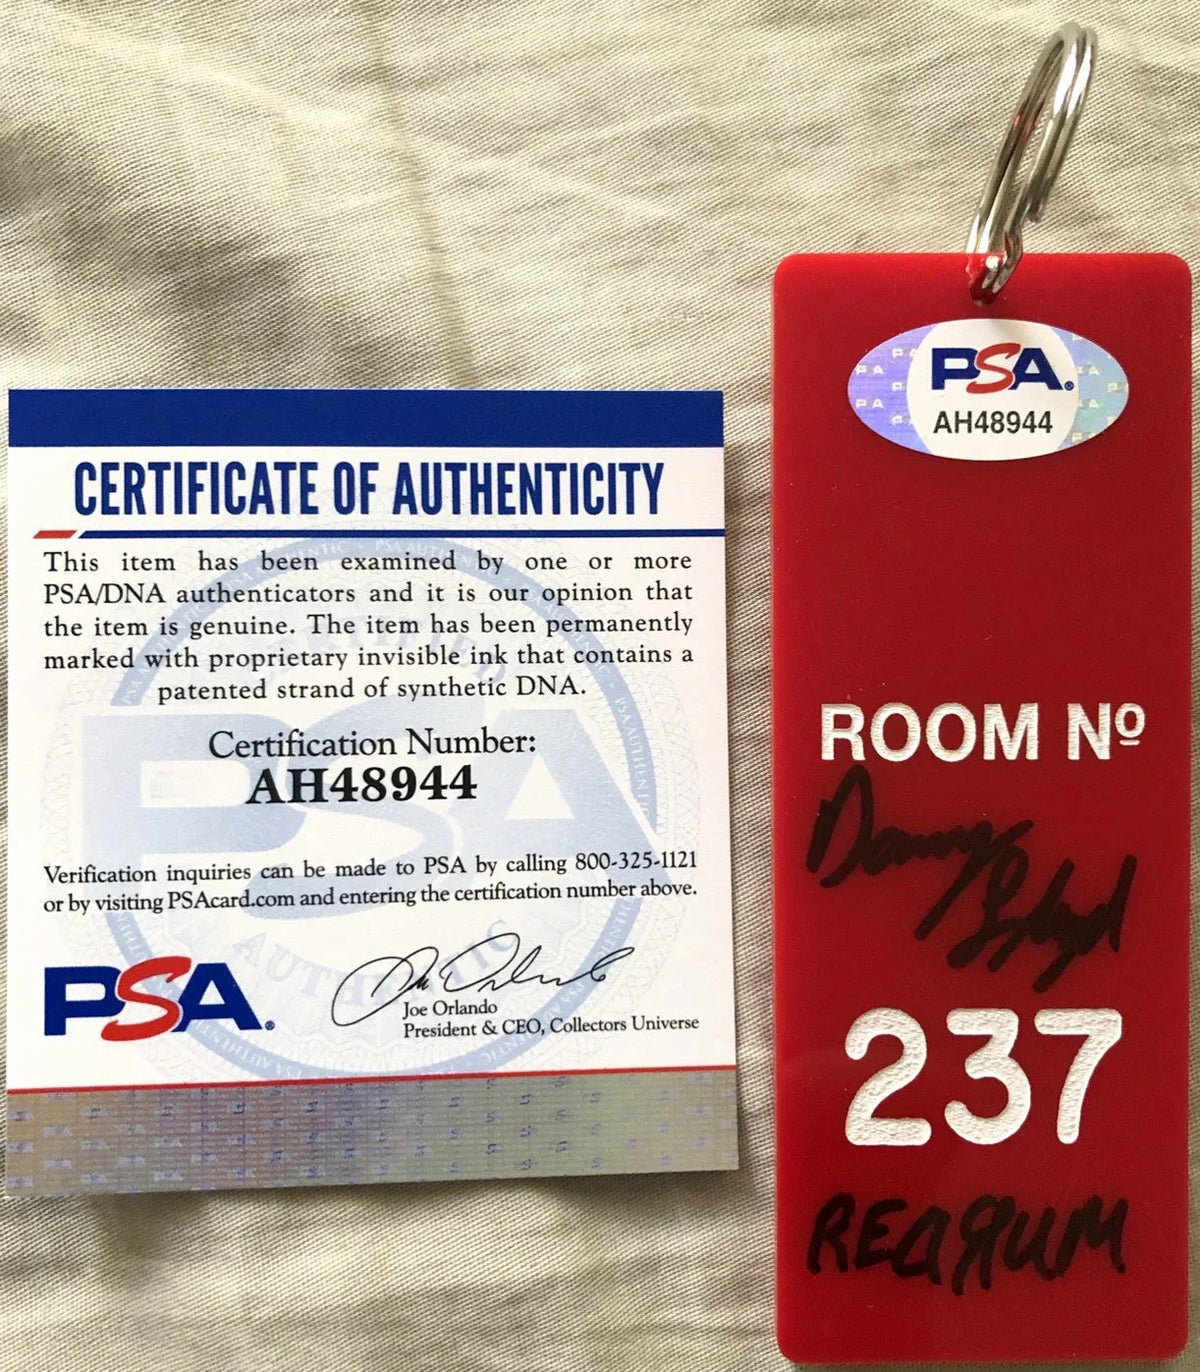 CERTIFICATE OF AUTHENTICITY
This item has been examined by one or more
PSA/DNA authenticators and it is our opinion that
the item is genuine. The item has been permanently
marked with proprietary invisible ink that contains a
patented strand of synthetic DNA.
Certification Number:
AH48944
Verification inquiries can be made to PSA by calling 800-325-1121
or by visiting PSAcard.com and entering the certification number above.
PSA®
Joe Orlando
Joe Orlando
President & CEO, Collectors Universe
PSA®
AH48944
ROOM Nº
Danny Lloyd
237
REDRUM